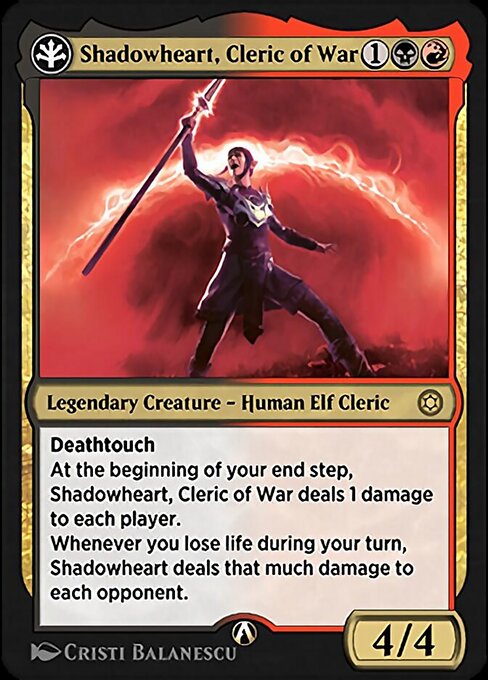 Shadowheart, Cleric of War 1
Legendary Creature – Human Elf Cleric
Deathtouch
At the beginning of your end step,
Shadowheart, Cleric of War deals 1 damage
to each player.
Whenever you lose life during your turn,
Shadowheart deals that much damage to
each opponent.
4/4
Cristi Balanescu